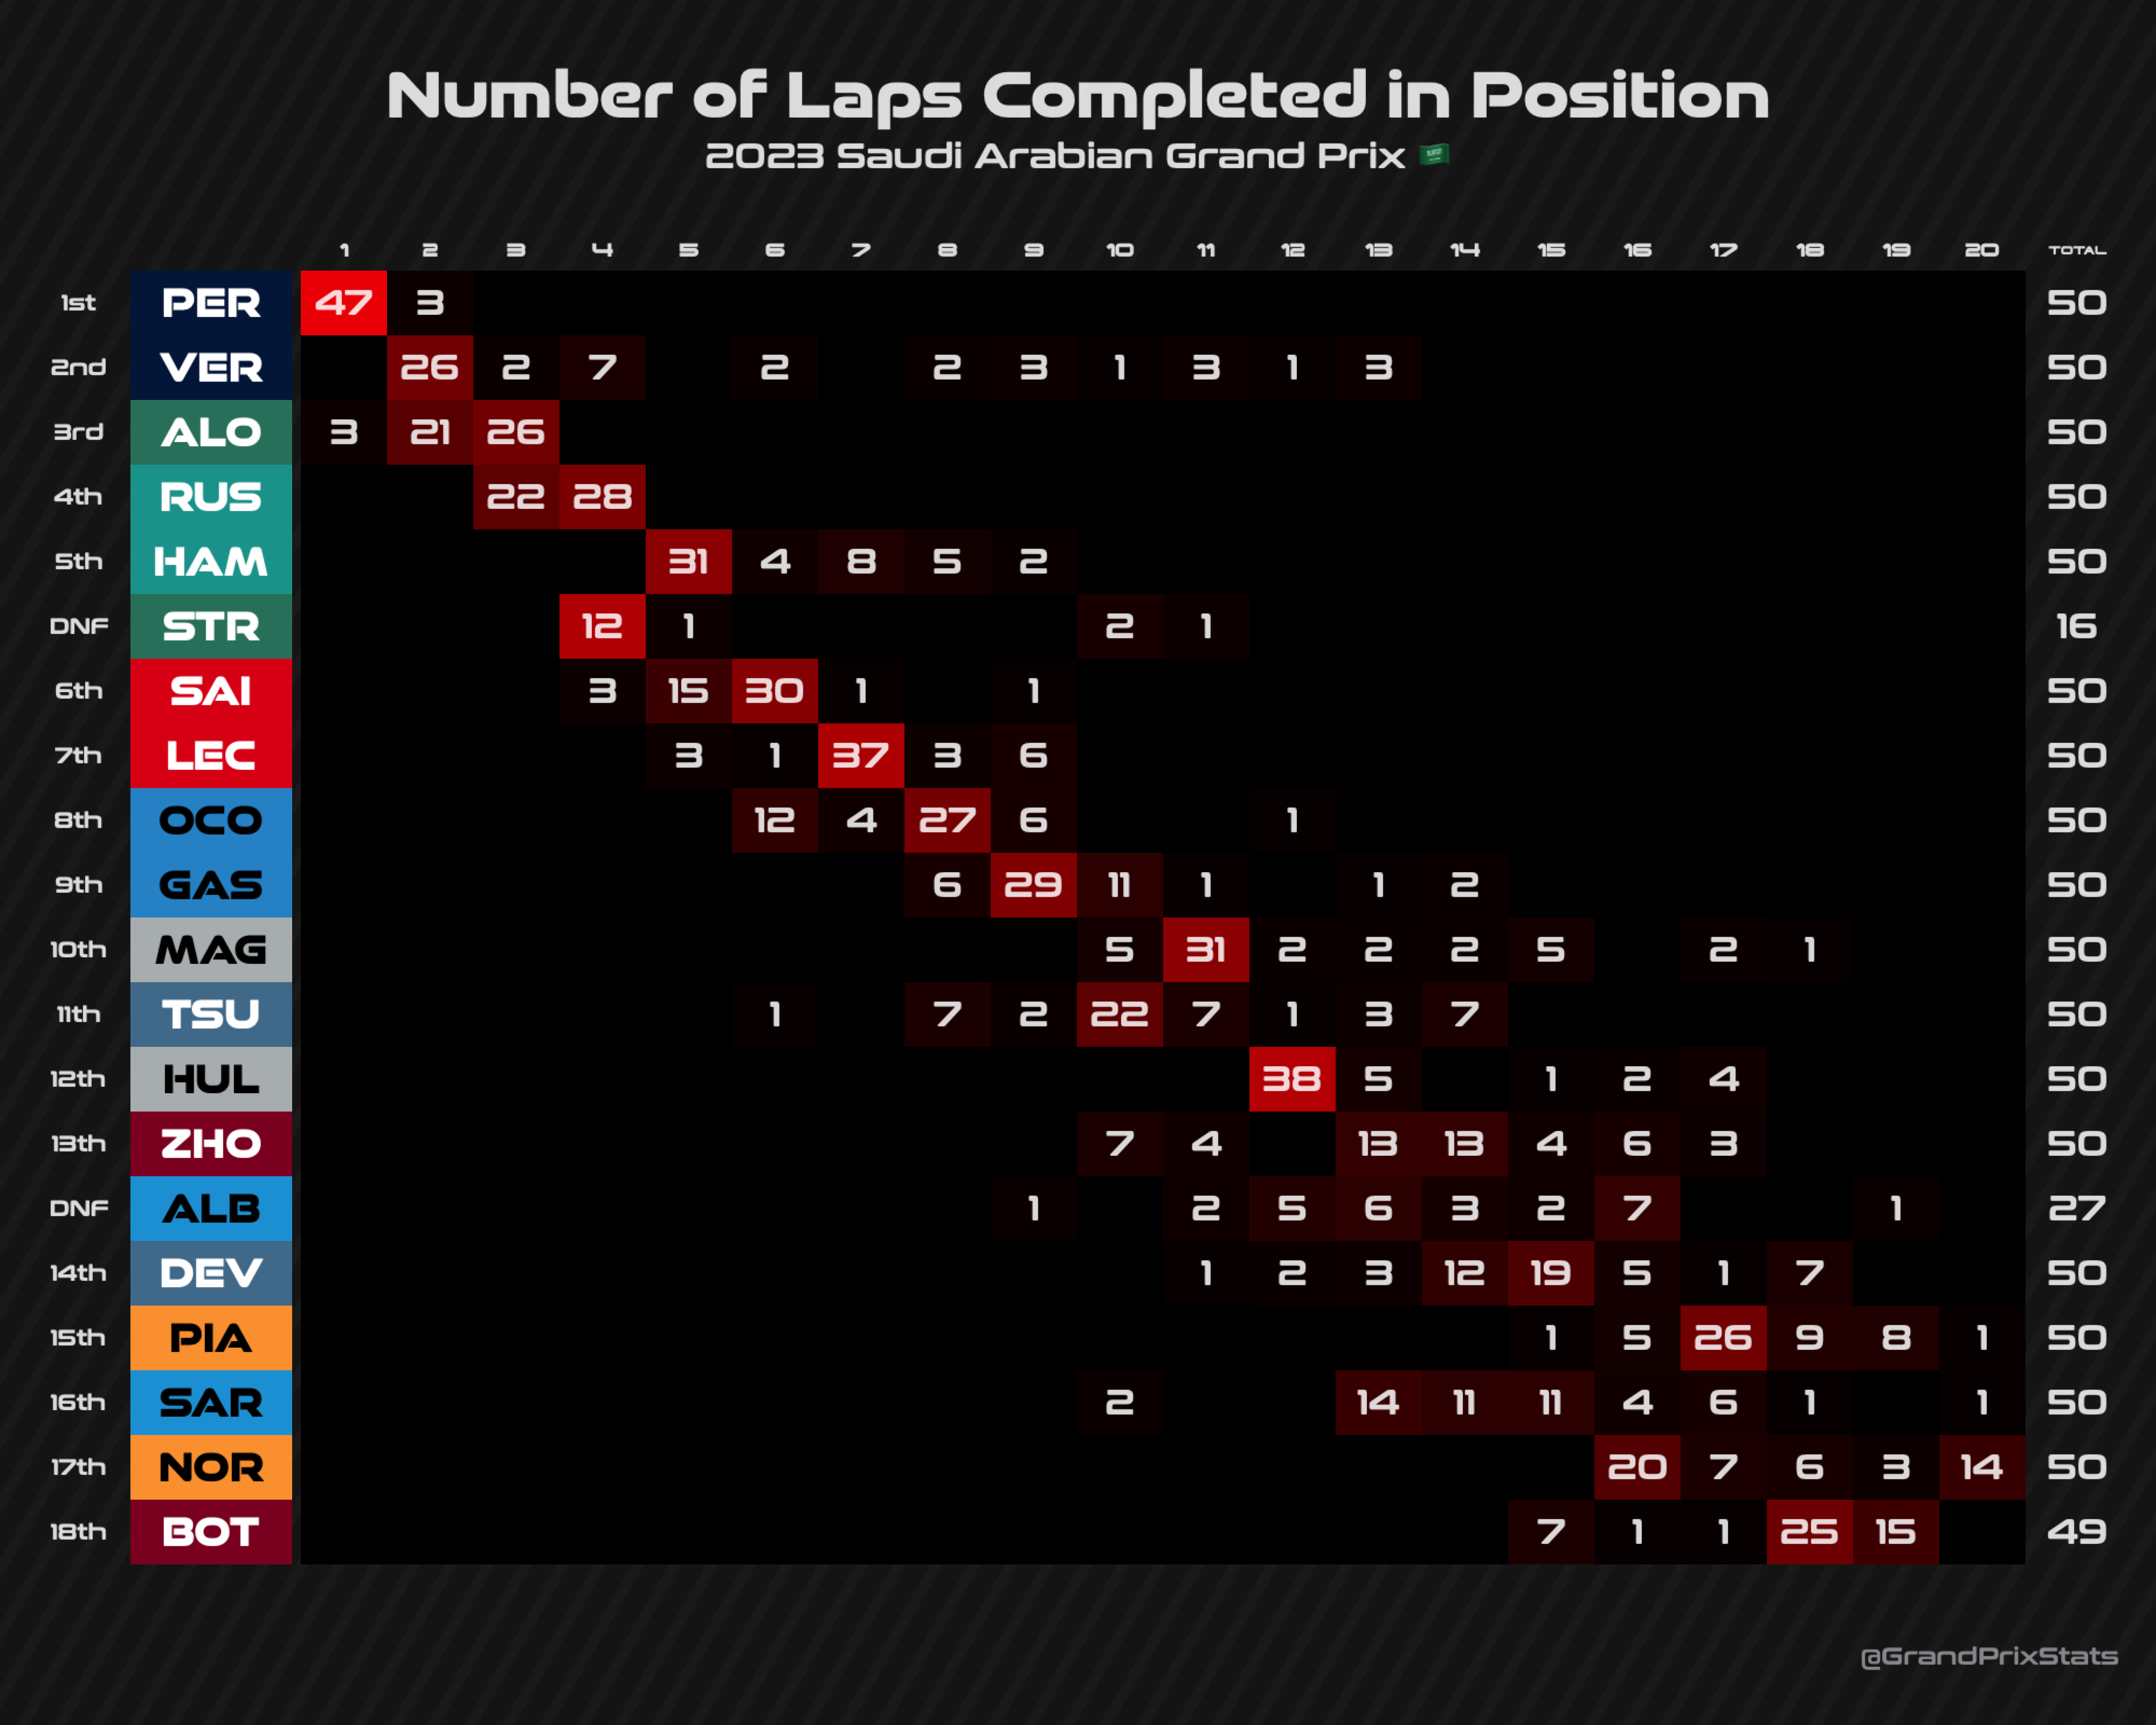 Number of Laps Completed in Position
2023 Saudi Arabian Grand Prix
1 2 3 4 5 6 7 8 9 10 11 12 13 14 15 16 17 18 19 20 TOTAL
1st PER 47 3 50
2nd VER 26 2 7 2 2 3 1 3 1 3 50
3rd ALO 3 21 26 50
4th RUS 22 28 50
5th HAM 31 4 8 5 2 50
DNF STR 12 1 2 1 16
6th SAI 3 15 30 1 1 50
7th LEC 3 1 37 3 6 50
8th OCO 12 4 27 6 1 50
9th GAS 6 29 11 1 1 2 50
10th MAG 5 31 2 2 2 5 2 1 50
11th TSU 1 7 2 22 7 1 3 7 50
12th HUL 38 5 1 2 4 50
13th ZHO 7 4 13 13 4 6 3 50
DNF ALB 1 2 5 6 3 2 7 1 27
14th DEV 1 2 3 12 19 5 1 7 50
15th PIA 1 5 26 9 8 1 50
16th SAR 2 14 11 11 4 6 1 1 50
17th NOR 20 7 6 3 14 50
18th BOT 7 1 1 25 15 49
@GrandPrixStats